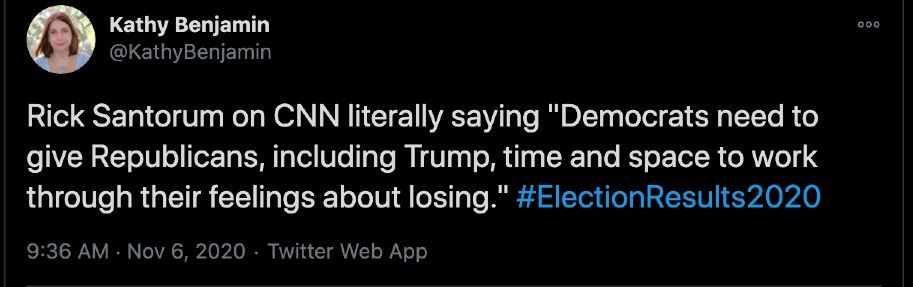 Kathy Benjamin
@KathyBenjamin
Rick Santorum on CNN literally saying "Democrats need to
give Republicans, including Trump, time and space to work
through their feelings about losing." #ElectionResults2020
9:36 AM · Nov 6, 2020 · Twitter Web App